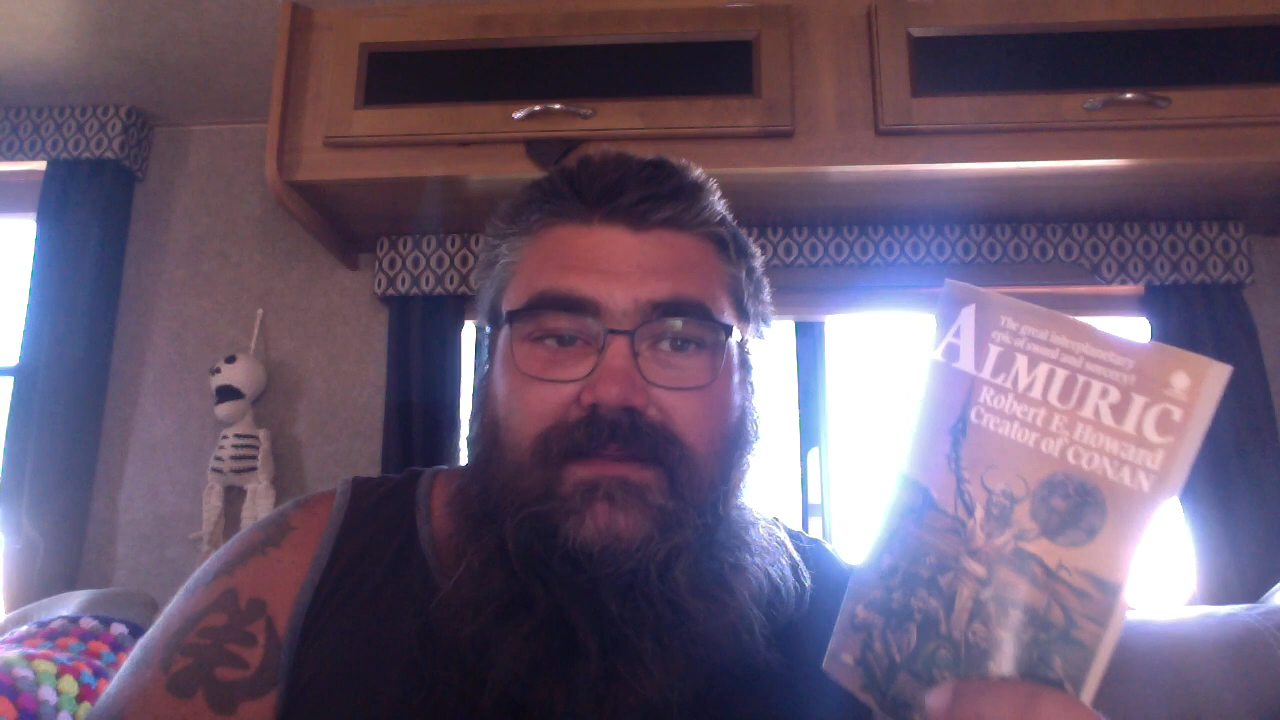 The great interplanetary
epic of sword and sorcery!
ALMURIC
Robert E. Howard
Creator of CONAN